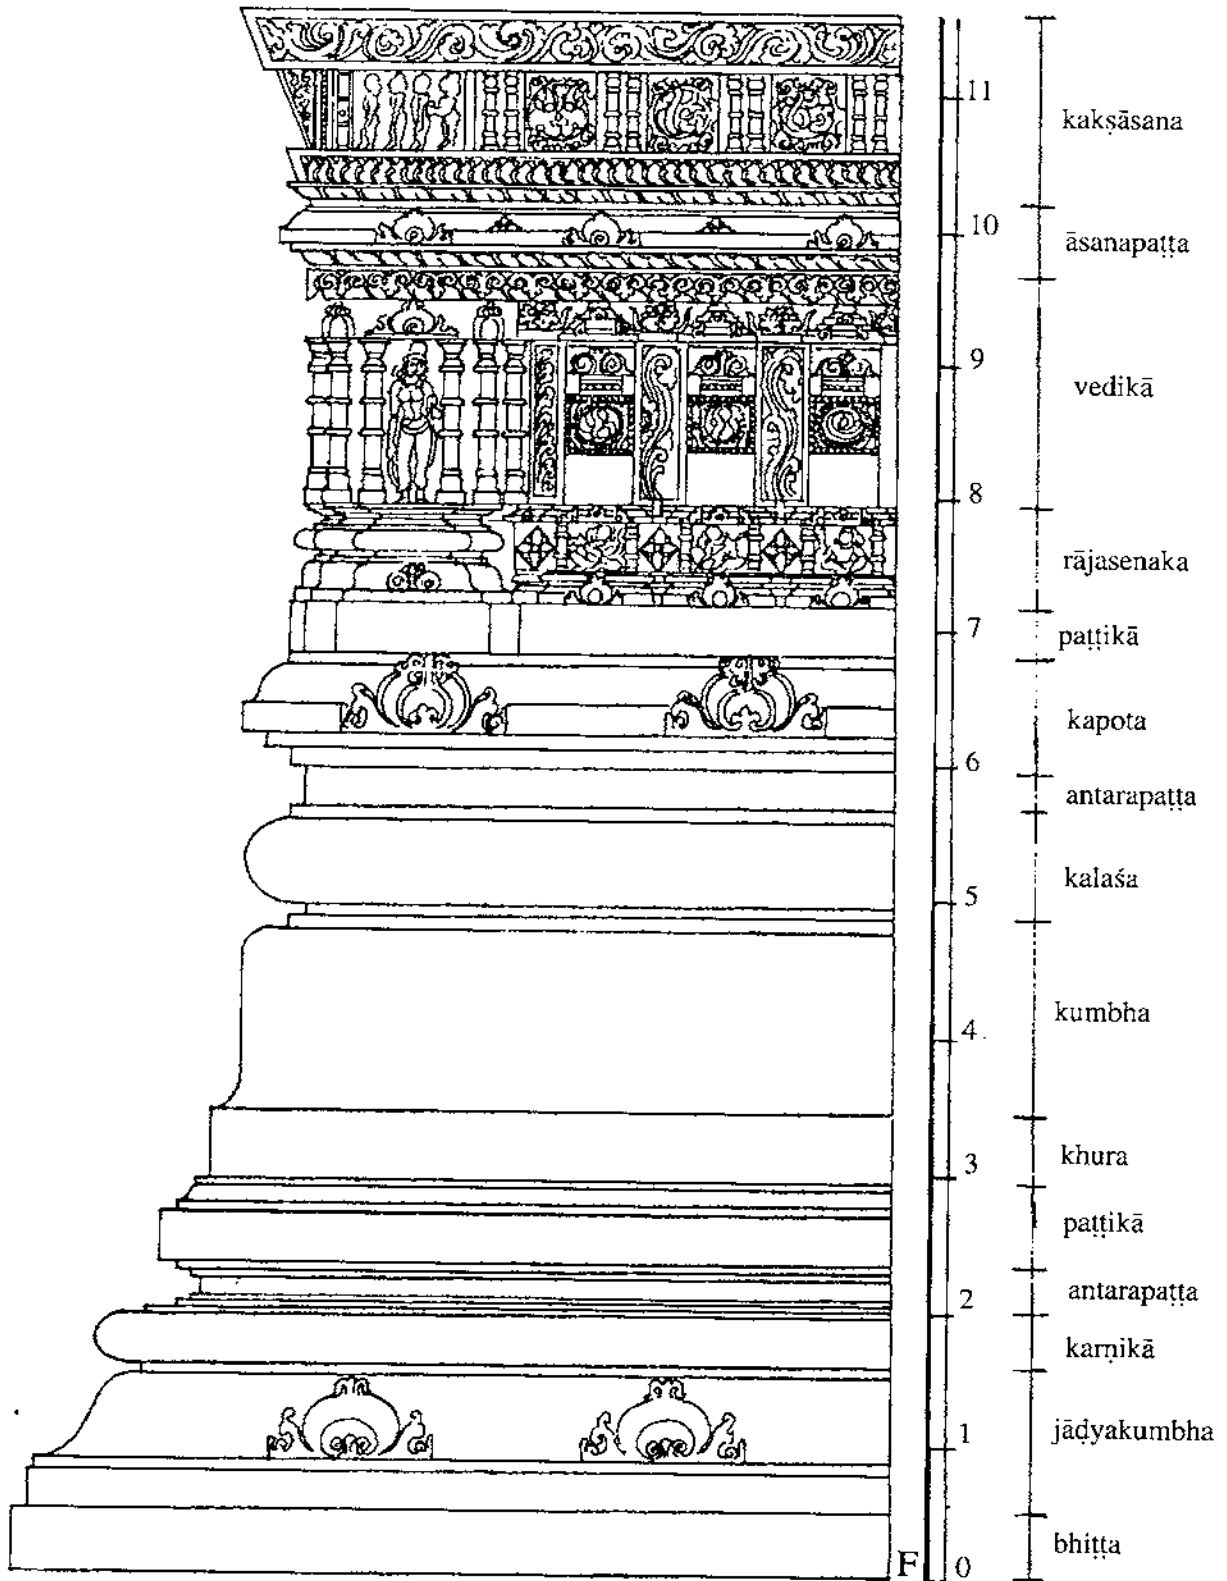 11
kakṣāsana
10
āsanapaṭṭa
9
vedikā
8
rājasenaka
7
paṭṭikā
kapota
6
antarapaṭṭa
kalaśa
5
kumbha
4
khura
3
paṭṭikā
antarapaṭṭa
2
karṇikā
1
jāḍyakumbha
bhiṭṭa
F 0